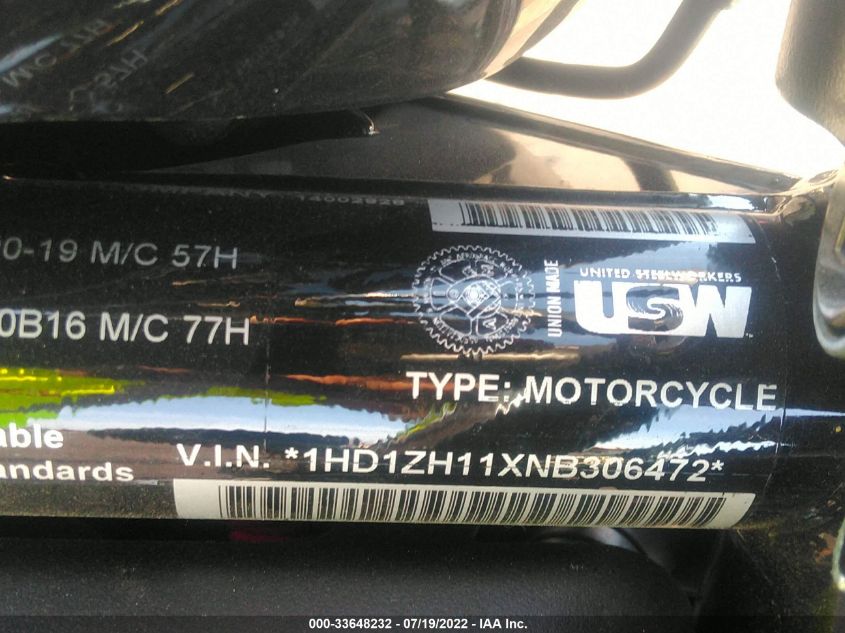 14002828
0-19 M/C 57H
UNION MADE
UNITED STEELWORKERS
USW
0B16 M/C 77H
TYPE: MOTORCYCLE
able
andards
V.I.N. *1HD1ZH11XNB306472*
000-33648232 - 07/19/2022 - IAA Inc.